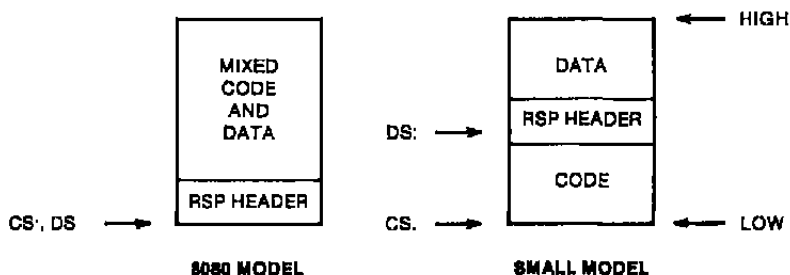 HIGH
MIXED
CODE
AND
DATA
DATA
DS:
RSP HEADER
RSP HEADER
CODE
CS:, DS
CS.
LOW
8080 MODEL
SMALL MODEL